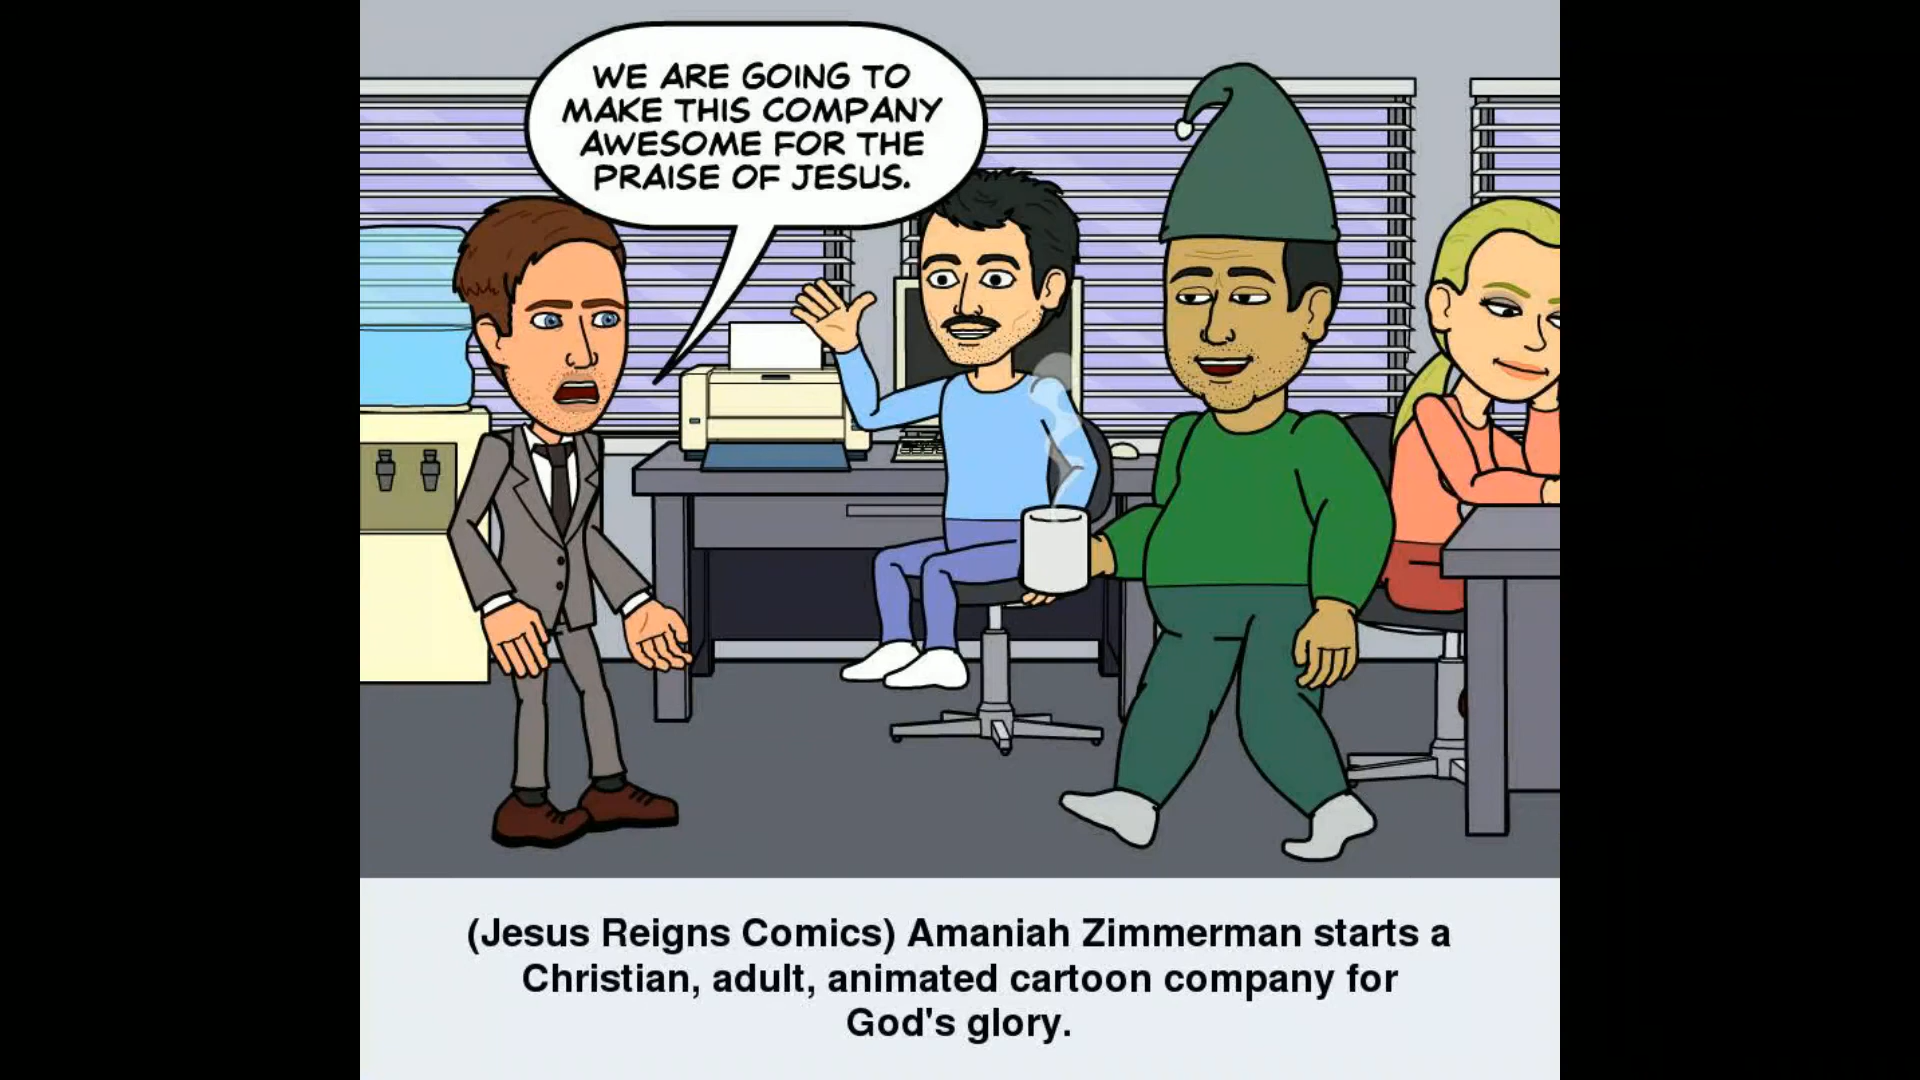 WE ARE GOING TO
MAKE THIS COMPANY
AWESOME FOR THE
PRAISE OF JESUS.
(Jesus Reigns Comics) Amaniah Zimmerman starts a
Christian, adult, animated cartoon company for
God's glory.